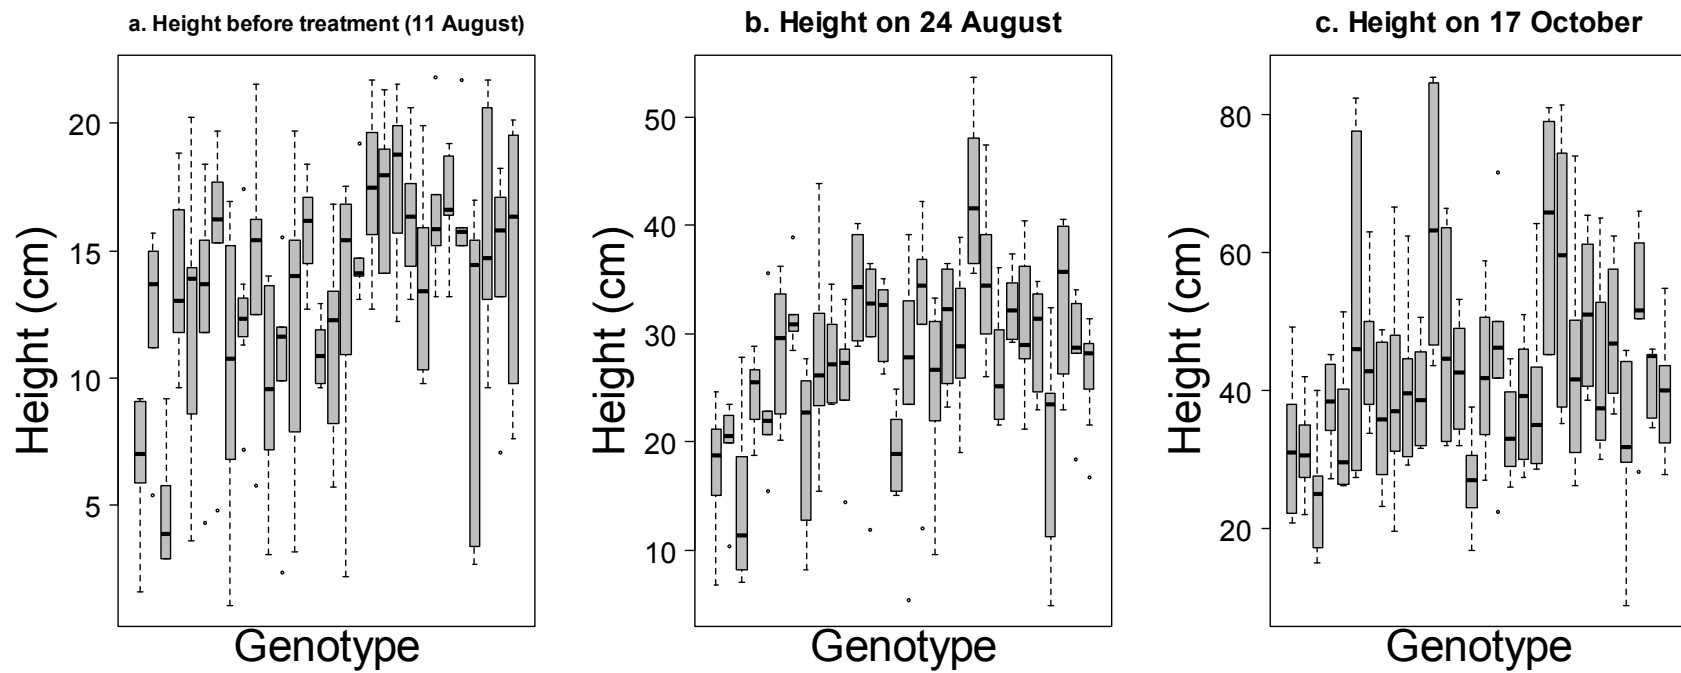 a. Height before treatment (11 August)
Height (cm)
20
15
10
5
Genotype
b. Height on 24 August
Height (cm)
50
40
30
20
10
Genotype
c. Height on 17 October
Height (cm)
80
60
40
20
Genotype